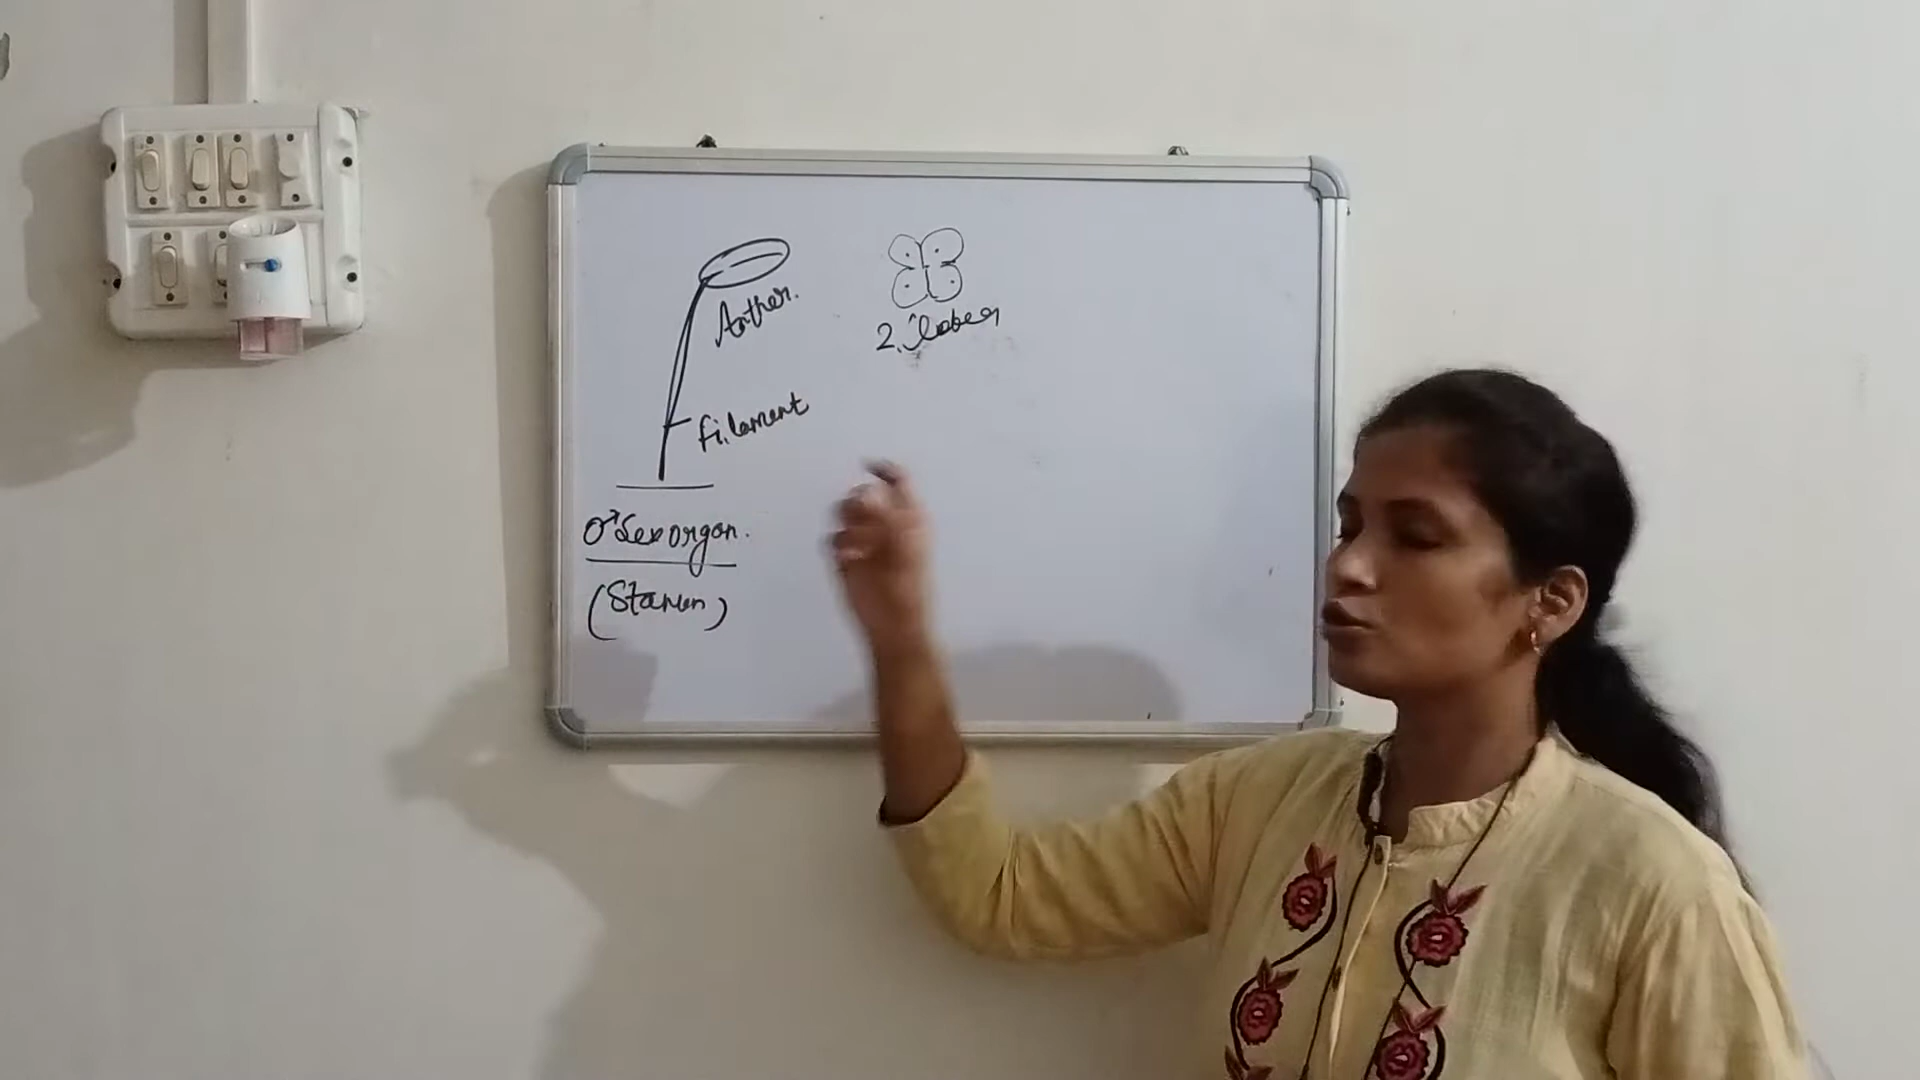 Anther.
2. lobes
Filament
♂ Sex organ.
(Stamen)